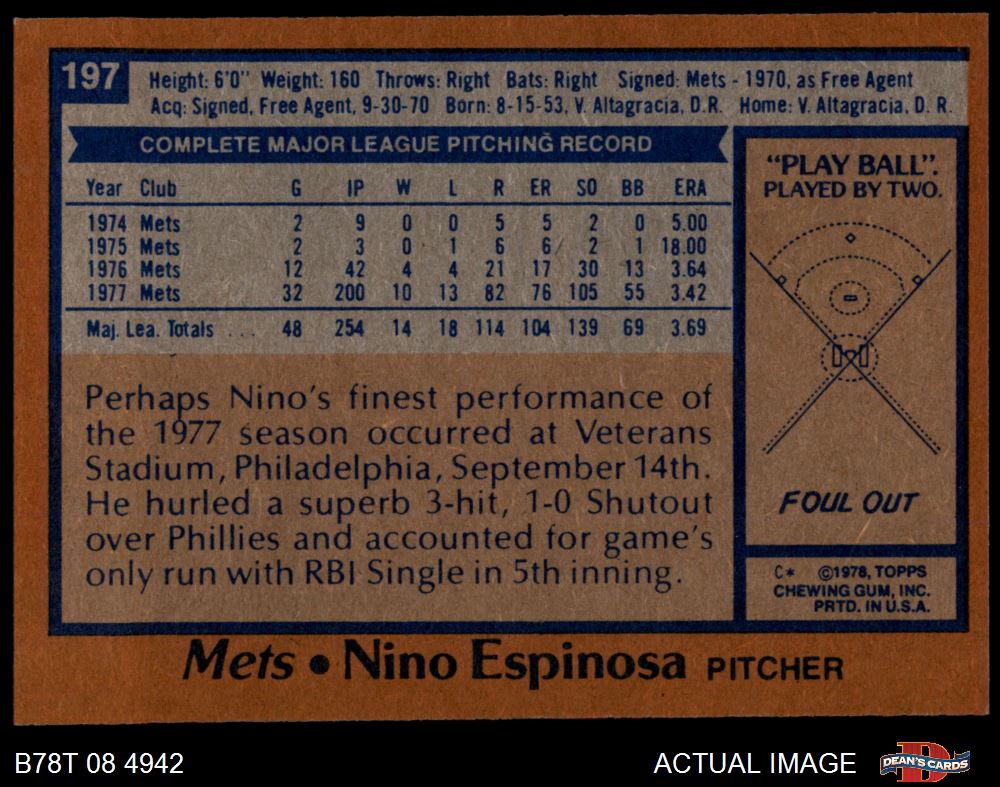 197
Height: 6'0" Weight: 160 Throws: Right Bats: Right Signed: Mets - 1970, as Free Agent
Acq: Signed, Free Agent, 9-30-70 Born: 8-15-53, V. Altagracia, D.R. Home: V. Altagracia, D. R.
COMPLETE MAJOR LEAGUE PITCHING RECORD
Year Club G IP W L R ER SO BB ERA
1974 Mets 2 9 0 0 5 5 2 0 5.00
1975 Mets 2 3 0 1 6 6 2 1 18.00
1976 Mets 12 42 4 4 21 17 30 13 3.64
1977 Mets 32 200 10 13 82 76 105 55 3.42
Maj. Lea. Totals ... 48 254 14 18 114 104 139 69 3.69
Perhaps Nino's finest performance of
the 1977 season occurred at Veterans
Stadium, Philadelphia, September 14th.
He hurled a superb 3-hit, 1-0 Shutout
over Phillies and accounted for game's
only run with RBI Single in 5th inning.
"PLAY BALL".
PLAYED BY TWO.
FOUL OUT
C* ©1978, TOPPS
CHEWING GUM, INC.
PRTD. IN U.S.A.
Mets • Nino Espinosa PITCHER
B78T 08 4942
ACTUAL IMAGE
DEAN'S CARDS